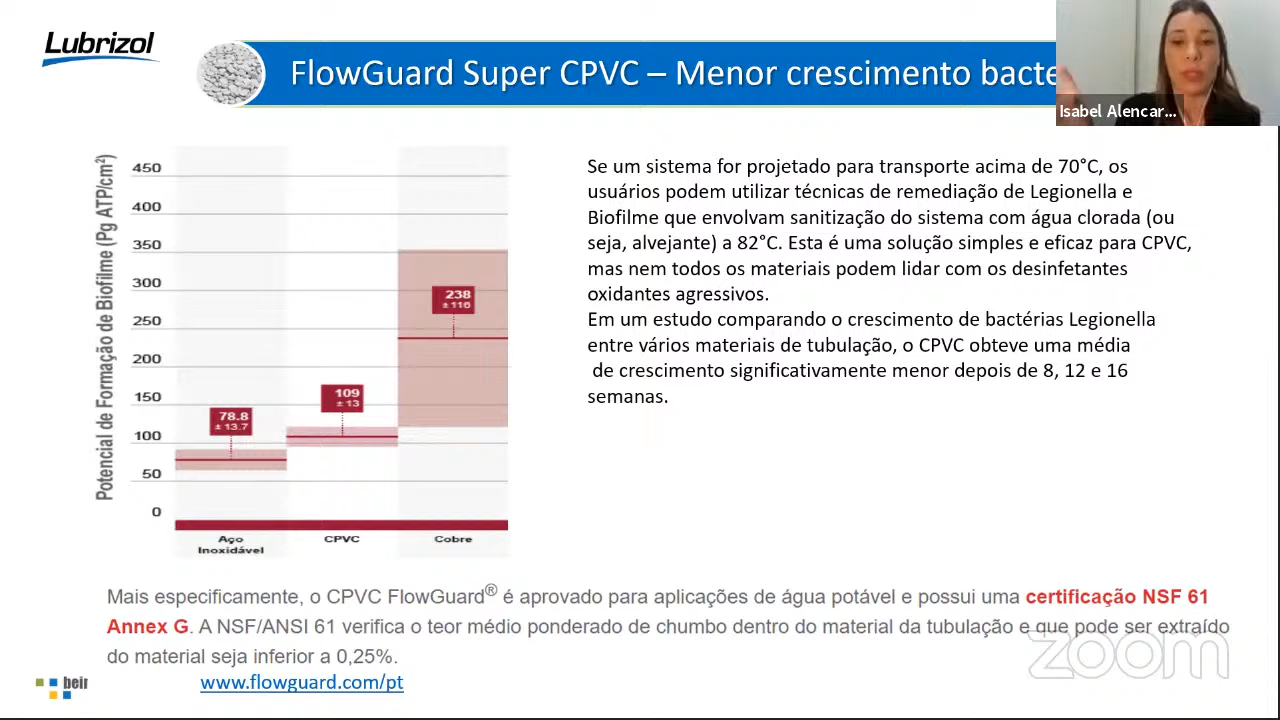 Lubrizol
FlowGuard Super CPVC – Menor crescimento bacte
Isabel Alencar...
Potencial de Formação de Biofilme (Pg ATP/cm²)
450
400
350
300
250
200
150
100
50
0
78.8
± 13.7
109
± 13
238
± 116
Aço
Inoxidável
CPVC
Cobre
Se um sistema for projetado para transporte acima de 70°C, os
usuários podem utilizar técnicas de remediação de Legionella e
Biofilme que envolvam sanitização do sistema com água clorada (ou
seja, alvejante) a 82°C. Esta é uma solução simples e eficaz para CPVC,
mas nem todos os materiais podem lidar com os desinfetantes
oxidantes agressivos.
Em um estudo comparando o crescimento de bactérias Legionella
entre vários materiais de tubulação, o CPVC obteve uma média
de crescimento significativamente menor depois de 8, 12 e 16
semanas.
Mais especificamente, o CPVC FlowGuard® é aprovado para aplicações de água potável e possui uma certificação NSF 61
Annex G. A NSF/ANSI 61 verifica o teor médio ponderado de chumbo dentro do material da tubulação e que pode ser extraído
do material seja inferior a 0,25%.
zoom
www.flowguard.com/pt